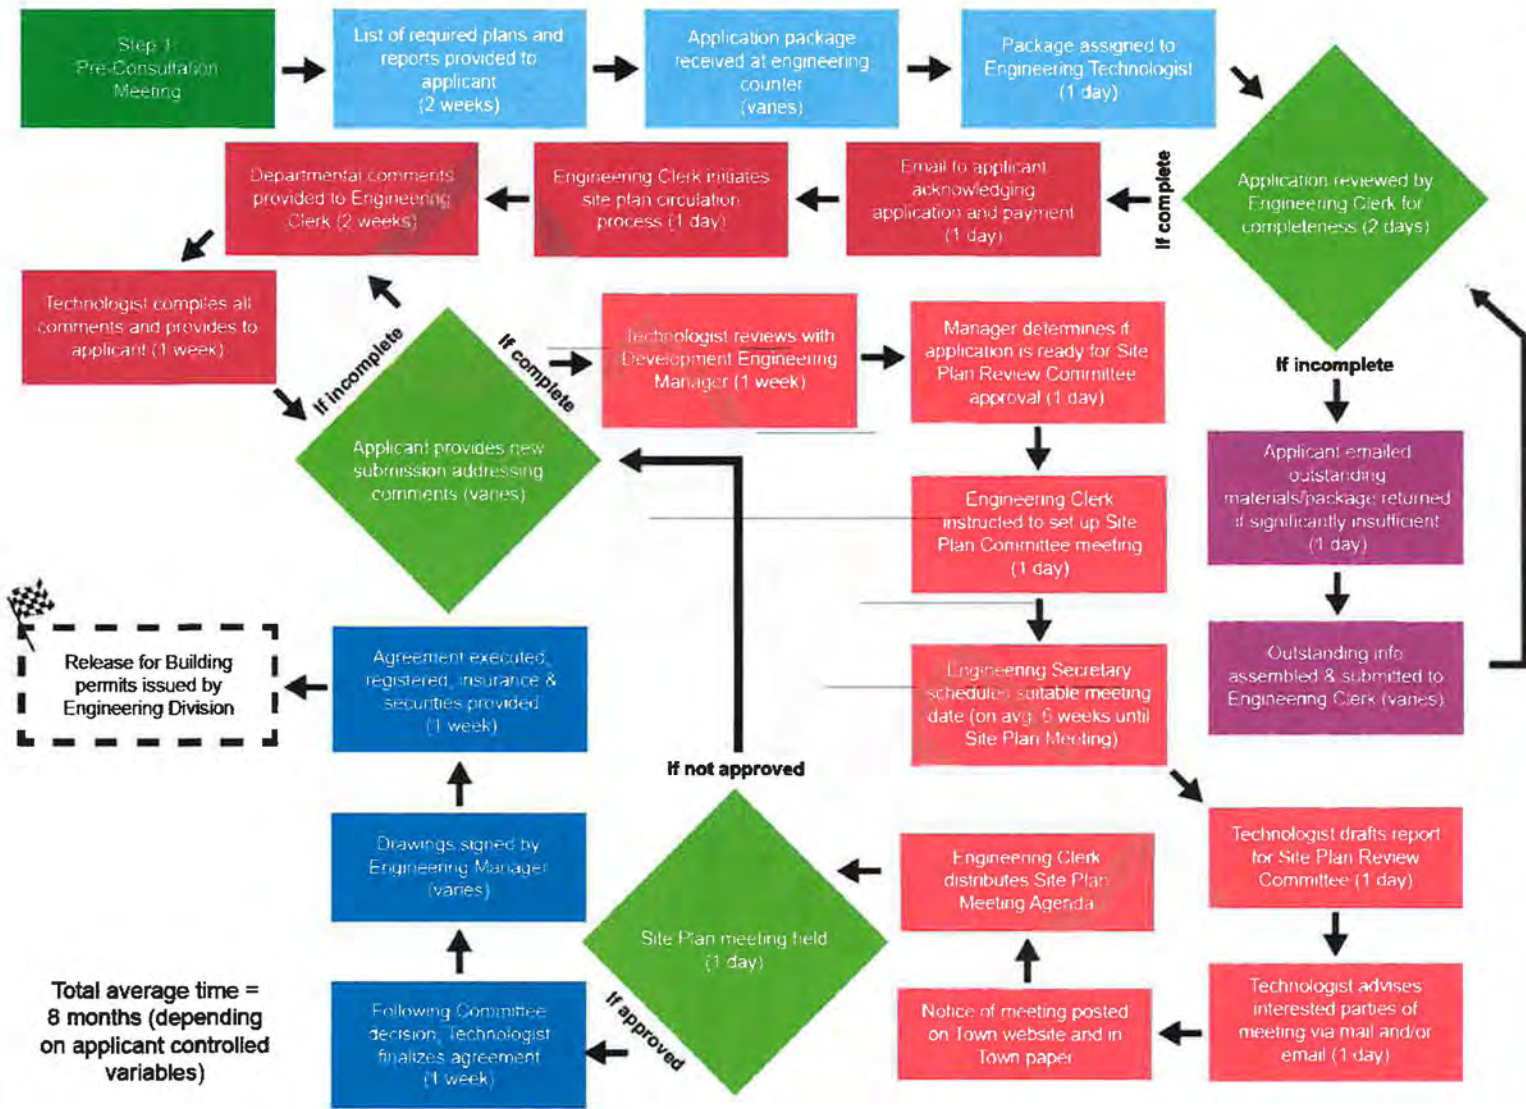 Step 1
Pre-Consultation
Meeting
List of required plans and
reports provided to
applicant
(2 weeks)
Application package
received at engineering
counter
(varies)
Package assigned to
Engineering Technologist
(1 day)
Application reviewed by
Engineering Clerk for
completeness (2 days)
If complete
Email to applicant
acknowledging
application and payment
(1 day)
Engineering Clerk initiates
site plan circulation
process (1 day)
Departmental comments
provided to Engineering
Clerk (2 weeks)
Technologist compiles all
comments and provides to
applicant (1 week)
If incomplete
If complete
Applicant provides new
submission addressing
comments (varies)
Technologist reviews with
Development Engineering
Manager (1 week)
Manager determines if
application is ready for Site
Plan Review Committee
approval (1 day)
If incomplete
Applicant emailed
outstanding
materials/package returned
if significantly insufficient
(1 day)
Outstanding info
assembled & submitted to
Engineering Clerk (varies)
Engineering Clerk
instructed to set up Site
Plan Committee meeting
(1 day)
Engineering Secretary
schedules suitable meeting
date (on avg. 6 weeks until
Site Plan Meeting)
Technologist drafts report
for Site Plan Review
Committee (1 day)
Technologist advises
interested parties of
meeting via mail and/or
email (1 day)
Notice of meeting posted
on Town website and in
Town paper
Engineering Clerk
distributes Site Plan
Meeting Agenda
If not approved
Site Plan meeting held
(1 day)
If approved
Following Committee
decision, Technologist
finalizes agreement
(1 week)
Drawings signed by
Engineering Manager
(varies)
Agreement executed,
registered, insurance &
securities provided
(1 week)
Release for Building
permits issued by
Engineering Division
Total average time =
8 months (depending
on applicant controlled
variables)